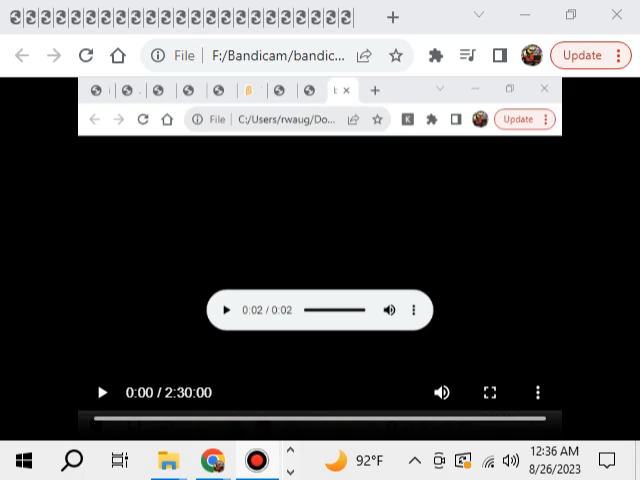 File F:/Bandicam/bandic... Update
File C:/Users/rwaug/Do... K Update
0:02 / 0:02
0:00 / 2:30:00
92°F 12:36 AM
8/26/2023